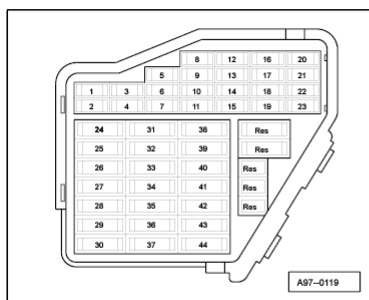 8 12 16 20
5 9 13 17 21
1 3 6 10 14 18 22
2 4 7 11 15 19 23
24 31 38 Res
25 32 39 Res
26 33 40 Res
27 34 41 Res
28 35 42 Res
29 36 43
30 37 44
A97--0119